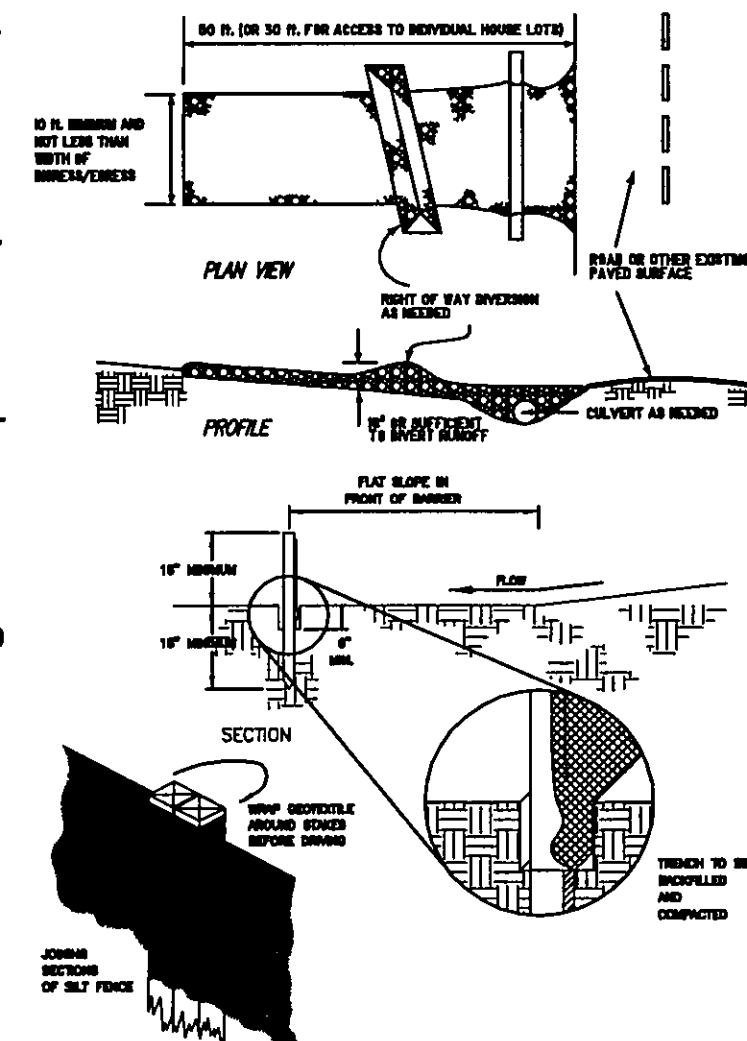 50 ft. (OR 30 ft. FOR ACCESS TO INDIVIDUAL HOUSE LOTS)
10 ft. MINIMUM AND
NOT LESS THAN
WIDTH OF
INGRESS/EGRESS
PLAN VIEW
ROAD OR OTHER EXISTING
PAVED SURFACE
RIGHT OF WAY DIVERSION
AS NEEDED
PROFILE
18" OR SUFFICIENT
TO DIVERT RUNOFF
CULVERT AS NEEDED
FLAT SLOPE IN
FRONT OF BARRIER
MINIMUM
FLOW
MINIMUM
6"
MIN.
SECTION
WRAP GEOTEXTILE
AROUND STAKES
BEFORE DRIVING
TRENCH TO BE
BACKFILLED
AND
COMPACTED
JOINING
SECTIONS
OF SILT FENCE